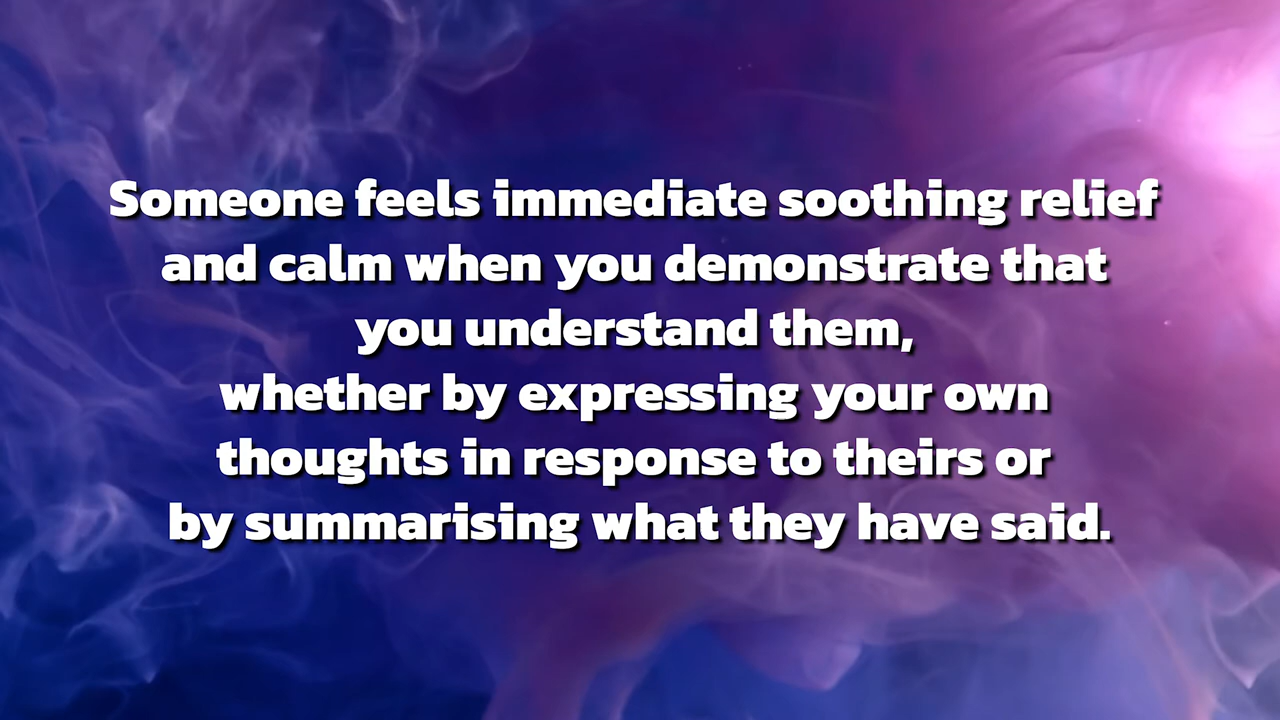 Someone feels immediate soothing relief
and calm when you demonstrate that
you understand them,
whether by expressing your own
thoughts in response to theirs or
by summarising what they have said.